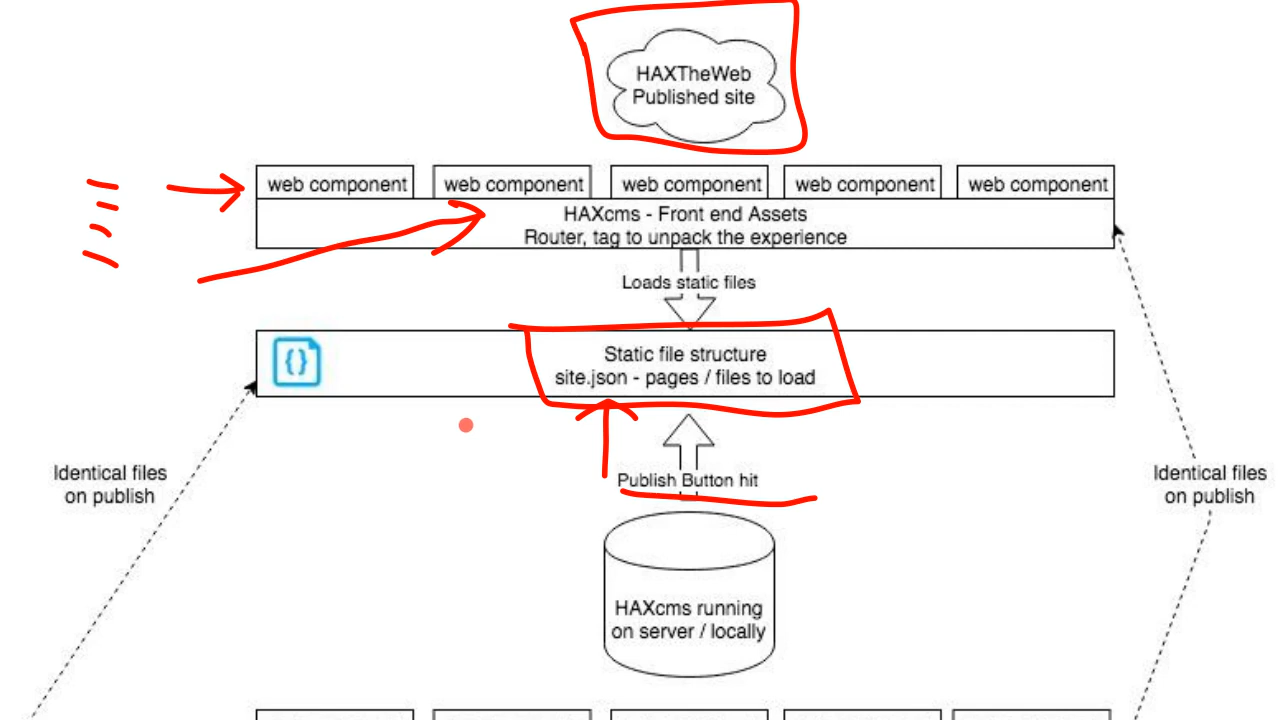 HAXTheWeb
Published site
web component
web component
web component
web component
web component
HAXcms - Front end Assets
Router, tag to unpack the experience
Loads static files
{}
Static file structure
site.json - pages / files to load
Identical files
on publish
Publish Button hit
Identical files
on publish
HAXcms running
on server / locally